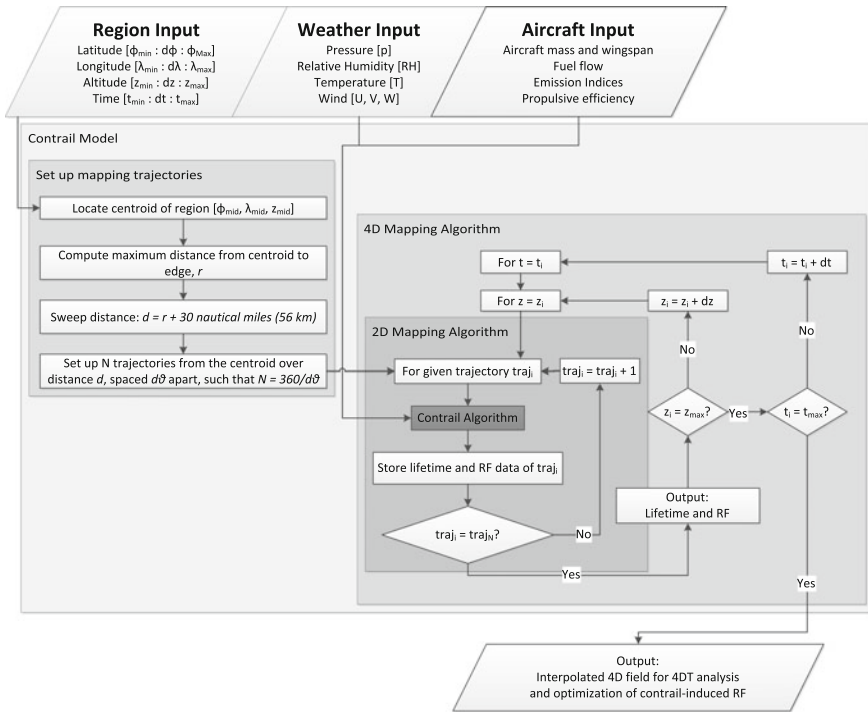 Region Input
Latitude [ϕmin : dϕ : ϕMax]
Longitude [λmin : dλ : λmax]
Altitude [zmin : dz : zmax]
Time [tmin : dt : tmax]
Weather Input
Pressure [p]
Relative Humidity [RH]
Temperature [T]
Wind [U, V, W]
Aircraft Input
Aircraft mass and wingspan
Fuel flow
Emission Indices
Propulsive efficiency
Contrail Model
Set up mapping trajectories
Locate centroid of region [ϕmid, λmid, zmid]
Compute maximum distance from centroid to
edge, r
Sweep distance: d = r + 30 nautical miles (56 km)
Set up N trajectories from the centroid over
distance d, spaced dϑ apart, such that N = 360/dϑ
4D Mapping Algorithm
For t = ti
ti = ti + dt
For z = zi
zi = zi + dz
2D Mapping Algorithm
For given trajectory traji
traji = traji + 1
Contrail Algorithm
Store lifetime and RF data of traji
traji = trajN?
No
Yes
Output:
Lifetime and RF
zi = zmax?
No
Yes
ti = tmax?
No
Yes
Output:
Interpolated 4D field for 4DT analysis
and optimization of contrail-induced RF